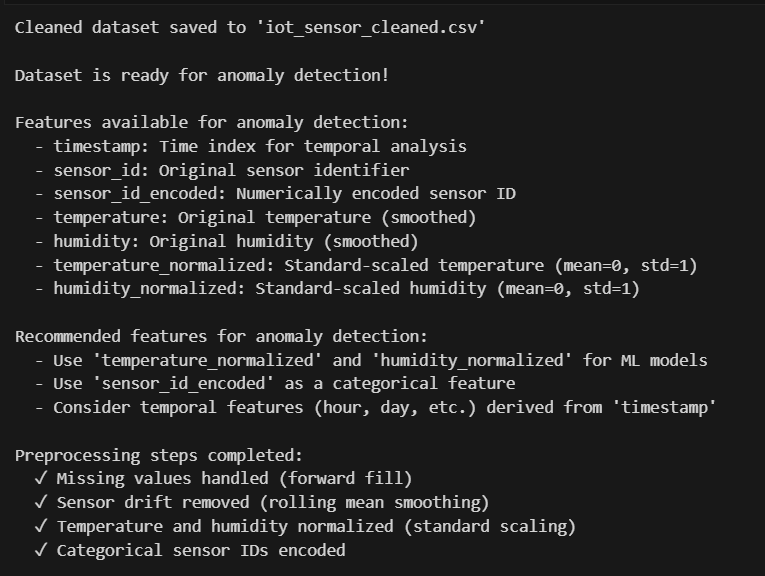 Cleaned dataset saved to 'iot_sensor_cleaned.csv'
Dataset is ready for anomaly detection!
Features available for anomaly detection:
- timestamp: Time index for temporal analysis
- sensor_id: Original sensor identifier
- sensor_id_encoded: Numerically encoded sensor ID
- temperature: Original temperature (smoothed)
- humidity: Original humidity (smoothed)
- temperature_normalized: Standard-scaled temperature (mean=0, std=1)
- humidity_normalized: Standard-scaled humidity (mean=0, std=1)
Recommended features for anomaly detection:
- Use 'temperature_normalized' and 'humidity_normalized' for ML models
- Use 'sensor_id_encoded' as a categorical feature
- Consider temporal features (hour, day, etc.) derived from 'timestamp'
Preprocessing steps completed:
✓ Missing values handled (forward fill)
✓ Sensor drift removed (rolling mean smoothing)
✓ Temperature and humidity normalized (standard scaling)
✓ Categorical sensor IDs encoded